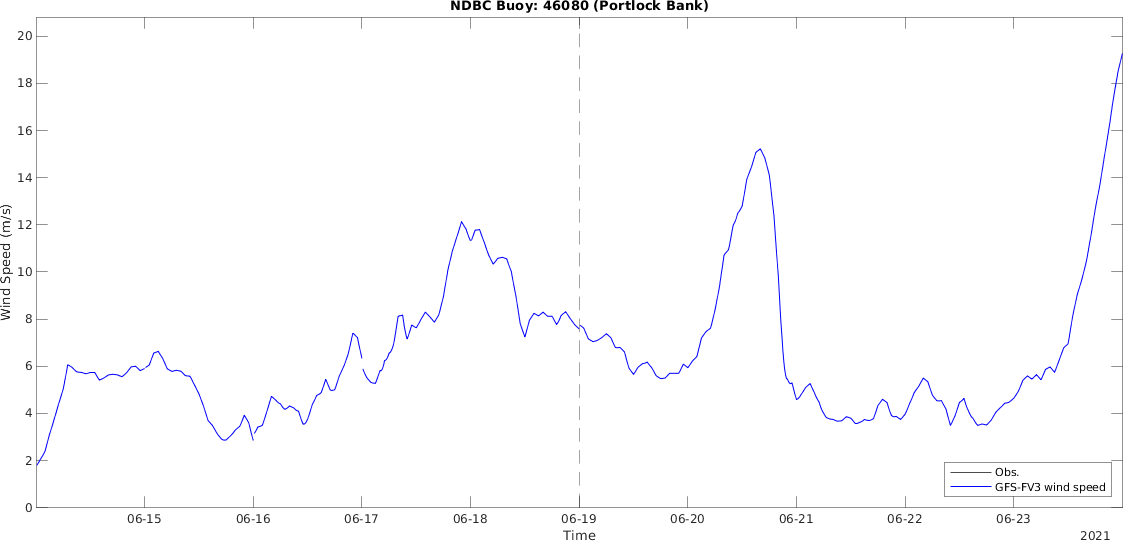 NDBC Buoy: 46080 (Portlock Bank)
20
18
16
14
12
10
8
6
4
2
0
Wind Speed (m/s)
Obs.
GFS-FV3 wind speed
06-15 06-16 06-17 06-18 06-19 06-20 06-21 06-22 06-23
Time
2021